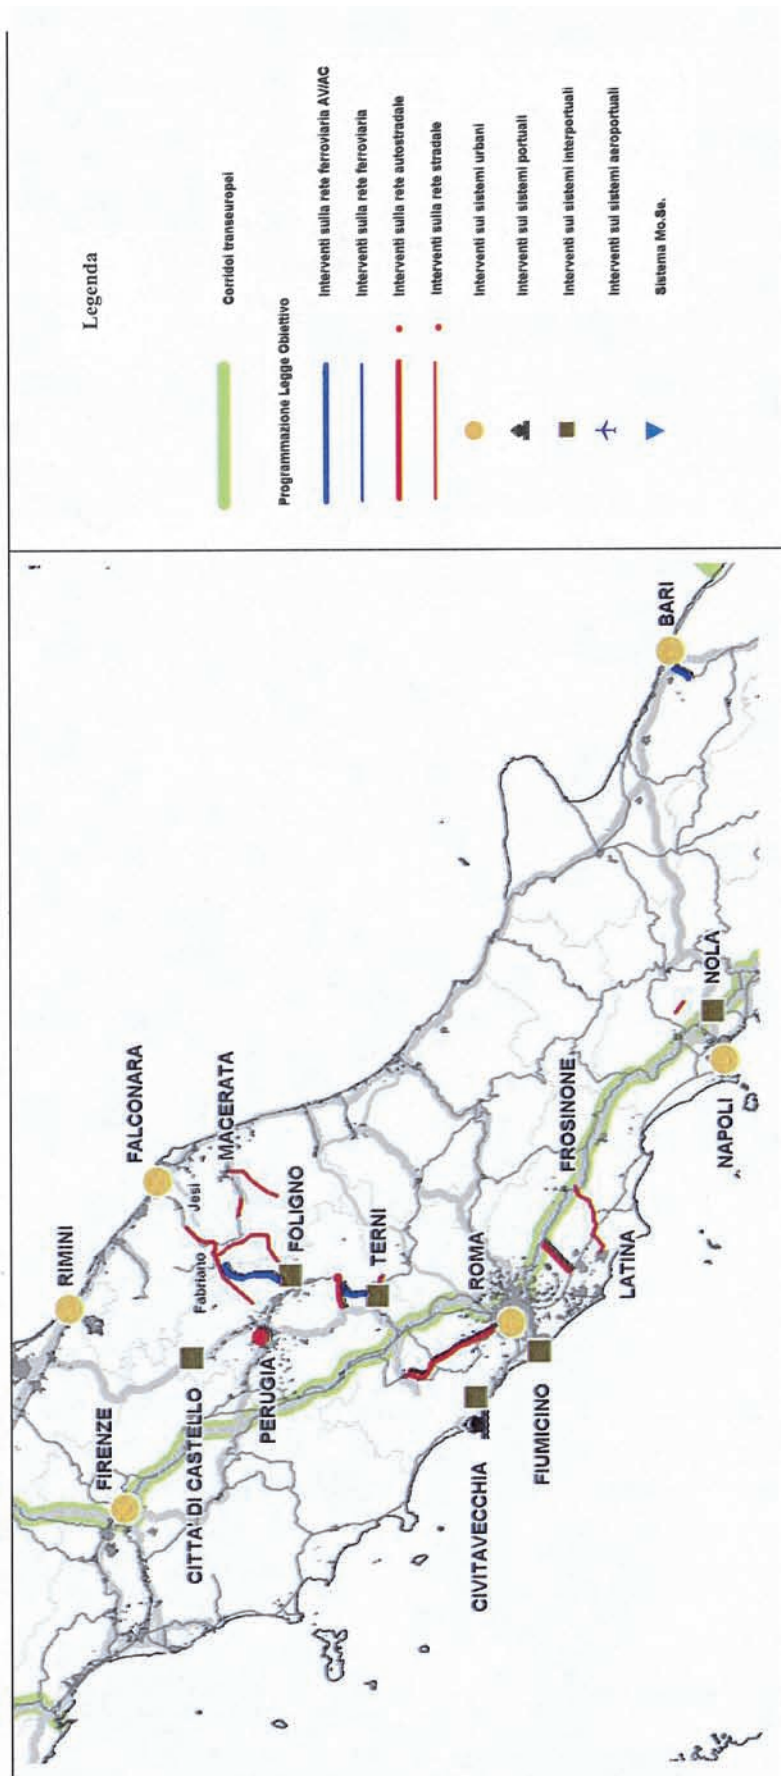 Legenda
Corridoi transeuropei
Programmazione Legge Obiettivo
Interventi sulla rete ferroviaria AV/AC
Interventi sulla rete ferroviaria
Interventi sulla rete autostradale
Interventi sulla rete stradale
Interventi sui sistemi urbani
Interventi sui sistemi portuali
Interventi sui sistemi interportuali
Interventi sui sistemi aeroportuali
Sistema Mo.Se.
RIMINI
FIRENZE
FALCONARA
Jesi
CITTA' DI CASTELLO
Fabriano
MACERATA
PERUGIA
FOLIGNO
TERNI
CIVITAVECCHIA
ROMA
FIUMICINO
FROSINONE
LATINA
NAPOLI
NOLA
BARI